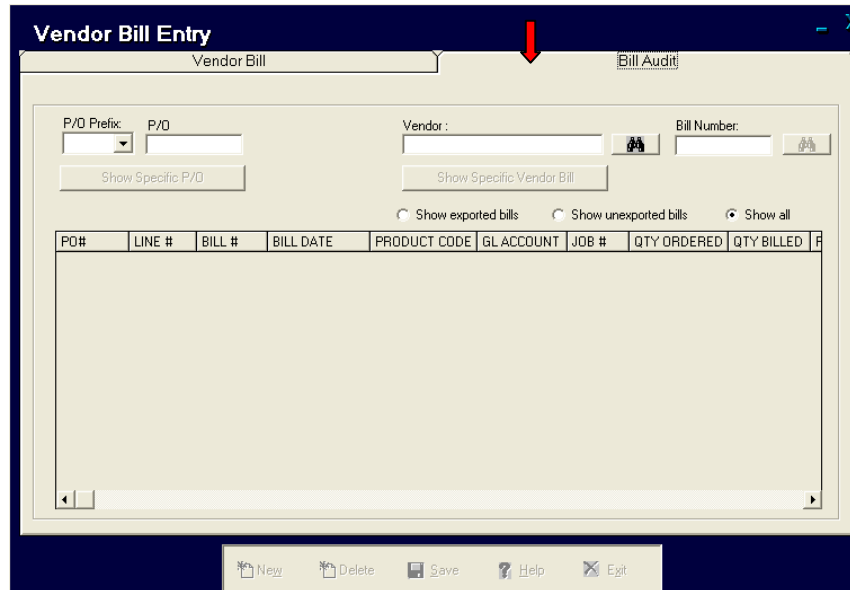 Vendor Bill Entry
Vendor Bill Bill Audit
P/O Prefix: P/O Vendor : Bill Number:
Show Specific P/O Show Specific Vendor Bill
Show exported bills Show unexported bills Show all
PO# LINE # BILL # BILL DATE PRODUCT CODE GL ACCOUNT JOB # QTY ORDERED QTY BILLED
New Delete Save Help Exit